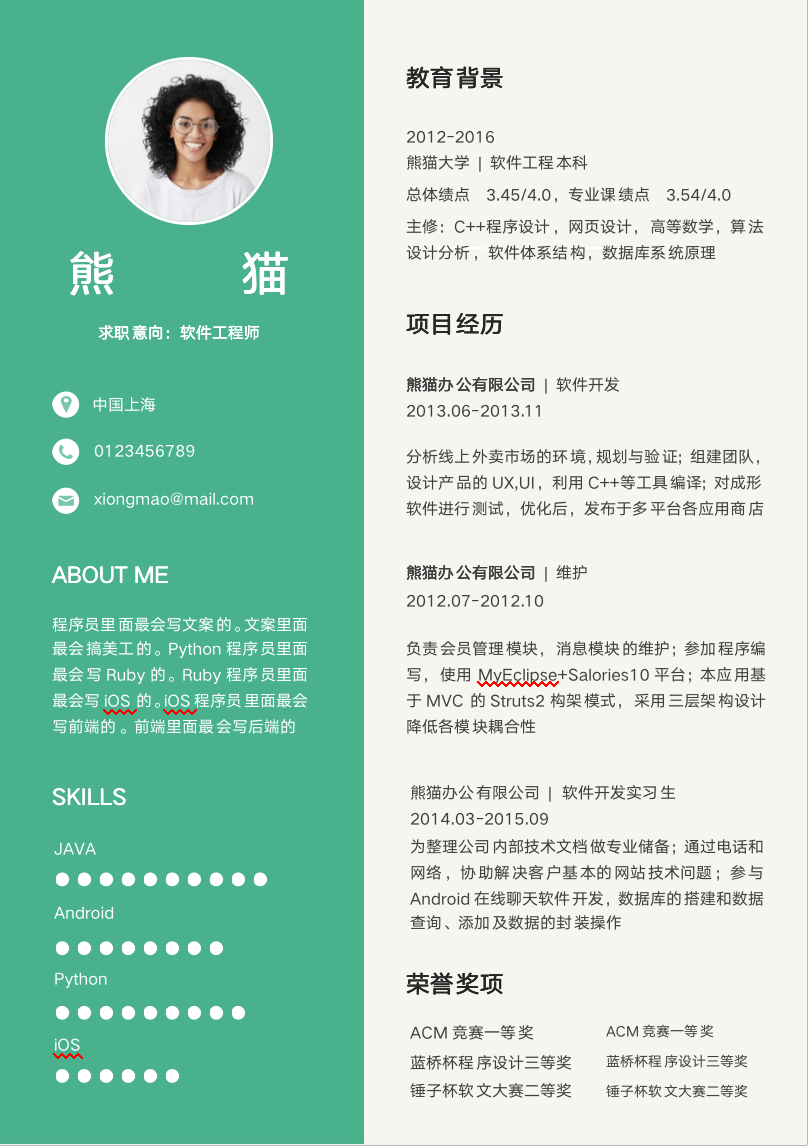 熊 猫
求职意向：软件工程师
中国上海
0123456789
xiongmao@mail.com
ABOUT ME
程序员里面最会写文案的。文案里面
最会搞美工的。Python 程序员里面
最会写 Ruby 的。Ruby 程序员里面
最会写 iOS 的。iOS 程序员里面最会
写前端的。前端里面最会写后端的
SKILLS
JAVA
Android
Python
iOS
教育背景
2012-2016
熊猫大学 | 软件工程本科
总体绩点 3.45/4.0，专业课绩点 3.54/4.0
主修：C++程序设计，网页设计，高等数学，算法
设计分析，软件体系结构，数据库系统原理
项目经历
熊猫办公有限公司 | 软件开发
2013.06-2013.11
分析线上外卖市场的环境，规划与验证；组建团队，
设计产品的 UX,UI，利用 C++等工具编译；对成形
软件进行测试，优化后，发布于多平台各应用商店
熊猫办公有限公司 | 维护
2012.07-2012.10
负责会员管理模块，消息模块的维护；参加程序编
写，使用 MyEclipse+Salories10 平台；本应用基
于 MVC 的 Struts2 构架模式，采用三层架构设计
降低各模块耦合性
熊猫办公有限公司 | 软件开发实习生
2014.03-2015.09
为整理公司内部技术文档做专业储备；通过电话和
网络，协助解决客户基本的网站技术问题；参与
Android 在线聊天软件开发，数据库的搭建和数据
查询、添加及数据的封装操作
荣誉奖项
ACM 竞赛一等奖 ACM 竞赛一等奖
蓝桥杯程序设计三等奖 蓝桥杯程序设计三等奖
锤子杯软文大赛二等奖 锤子杯软文大赛二等奖